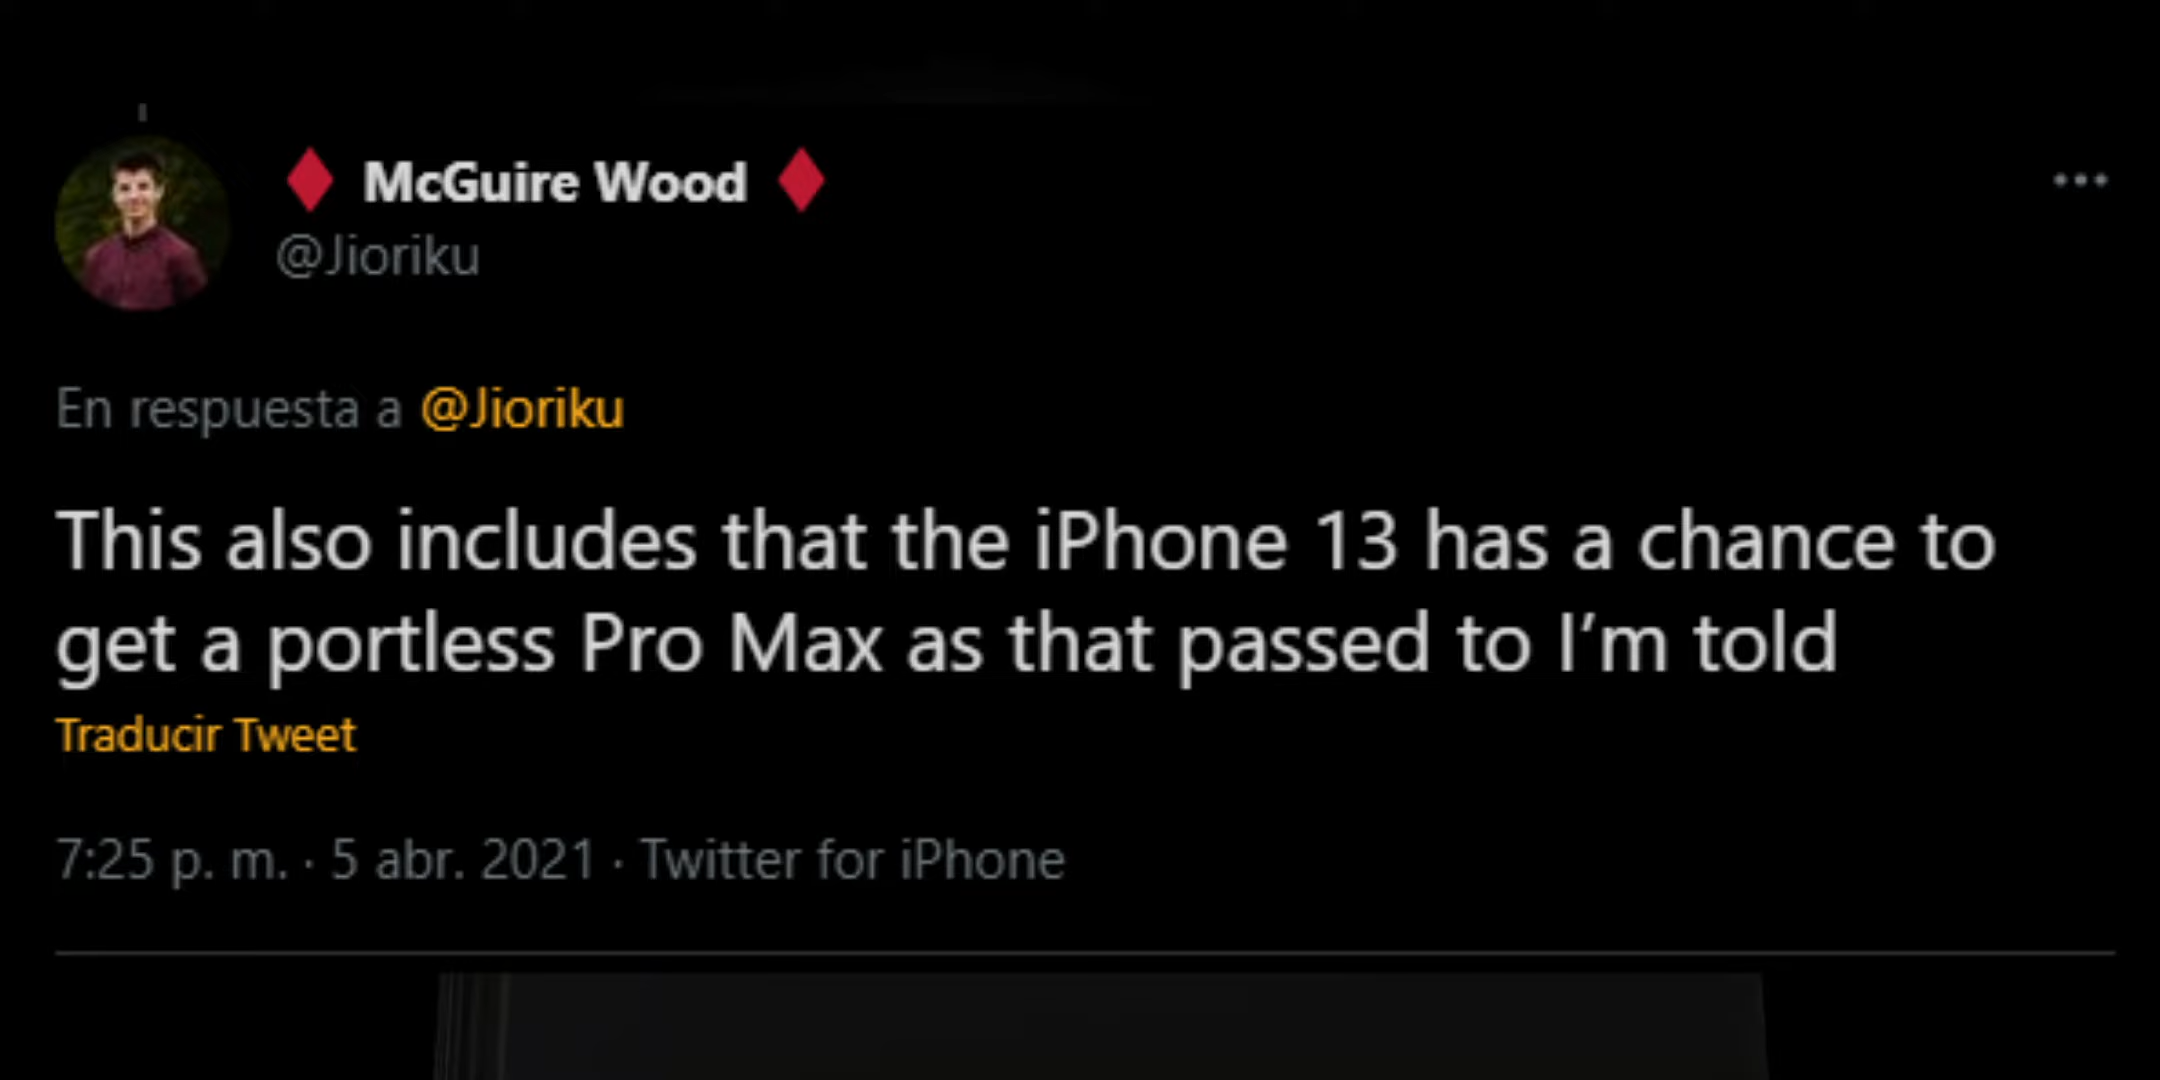 McGuire Wood
@Jioriku
En respuesta a @Jioriku
This also includes that the iPhone 13 has a chance to
get a portless Pro Max as that passed to I’m told
Traducir Tweet
7:25 p. m. · 5 abr. 2021 · Twitter for iPhone